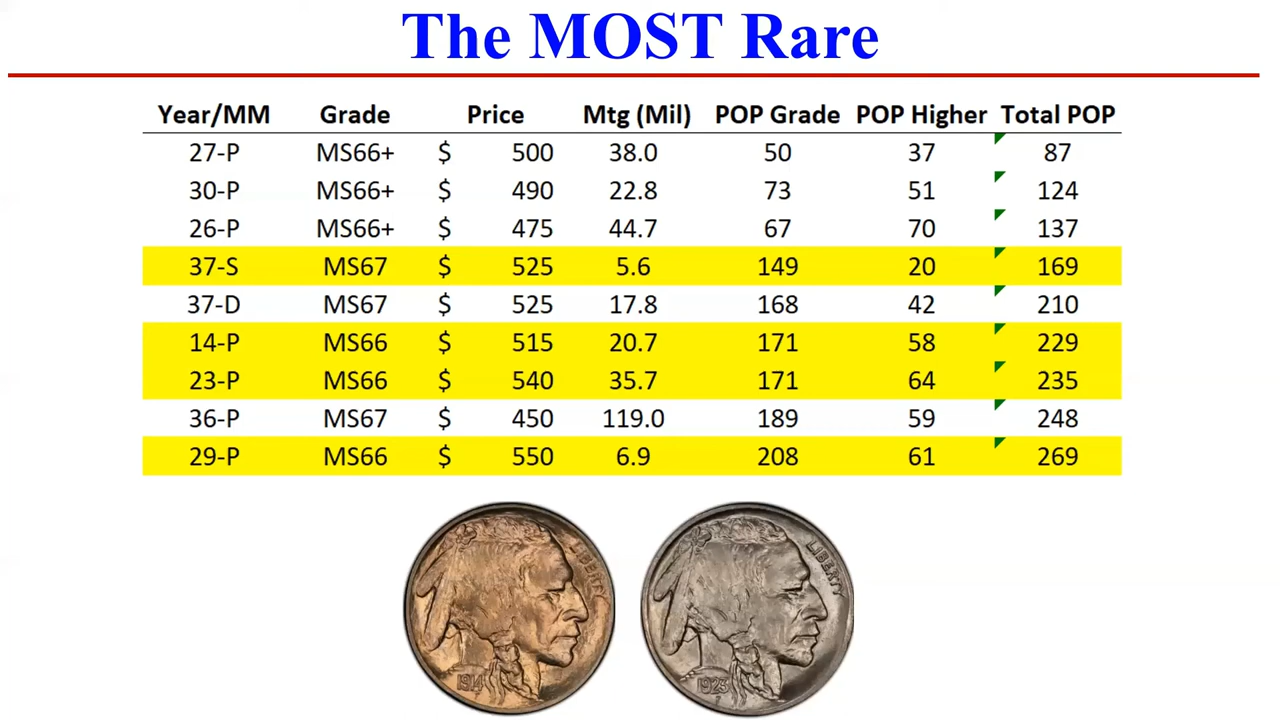 The MOST Rare
Year/MM Grade Price Mtg (Mil) POP Grade POP Higher Total POP
27-P MS66+ $ 500 38.0 50 37 87
30-P MS66+ $ 490 22.8 73 51 124
26-P MS66+ $ 475 44.7 67 70 137
37-S MS67 $ 525 5.6 149 20 169
37-D MS67 $ 525 17.8 168 42 210
14-P MS66 $ 515 20.7 171 58 229
23-P MS66 $ 540 35.7 171 64 235
36-P MS67 $ 450 119.0 189 59 248
29-P MS66 $ 550 6.9 208 61 269
LIBERTY
1914
LIBERTY
1923
F